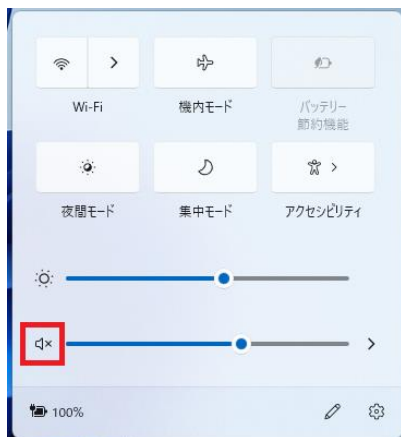 Wi-Fi
機内モード
バッテリー
節約機能
夜間モード
集中モード
アクセシビリティ
100%